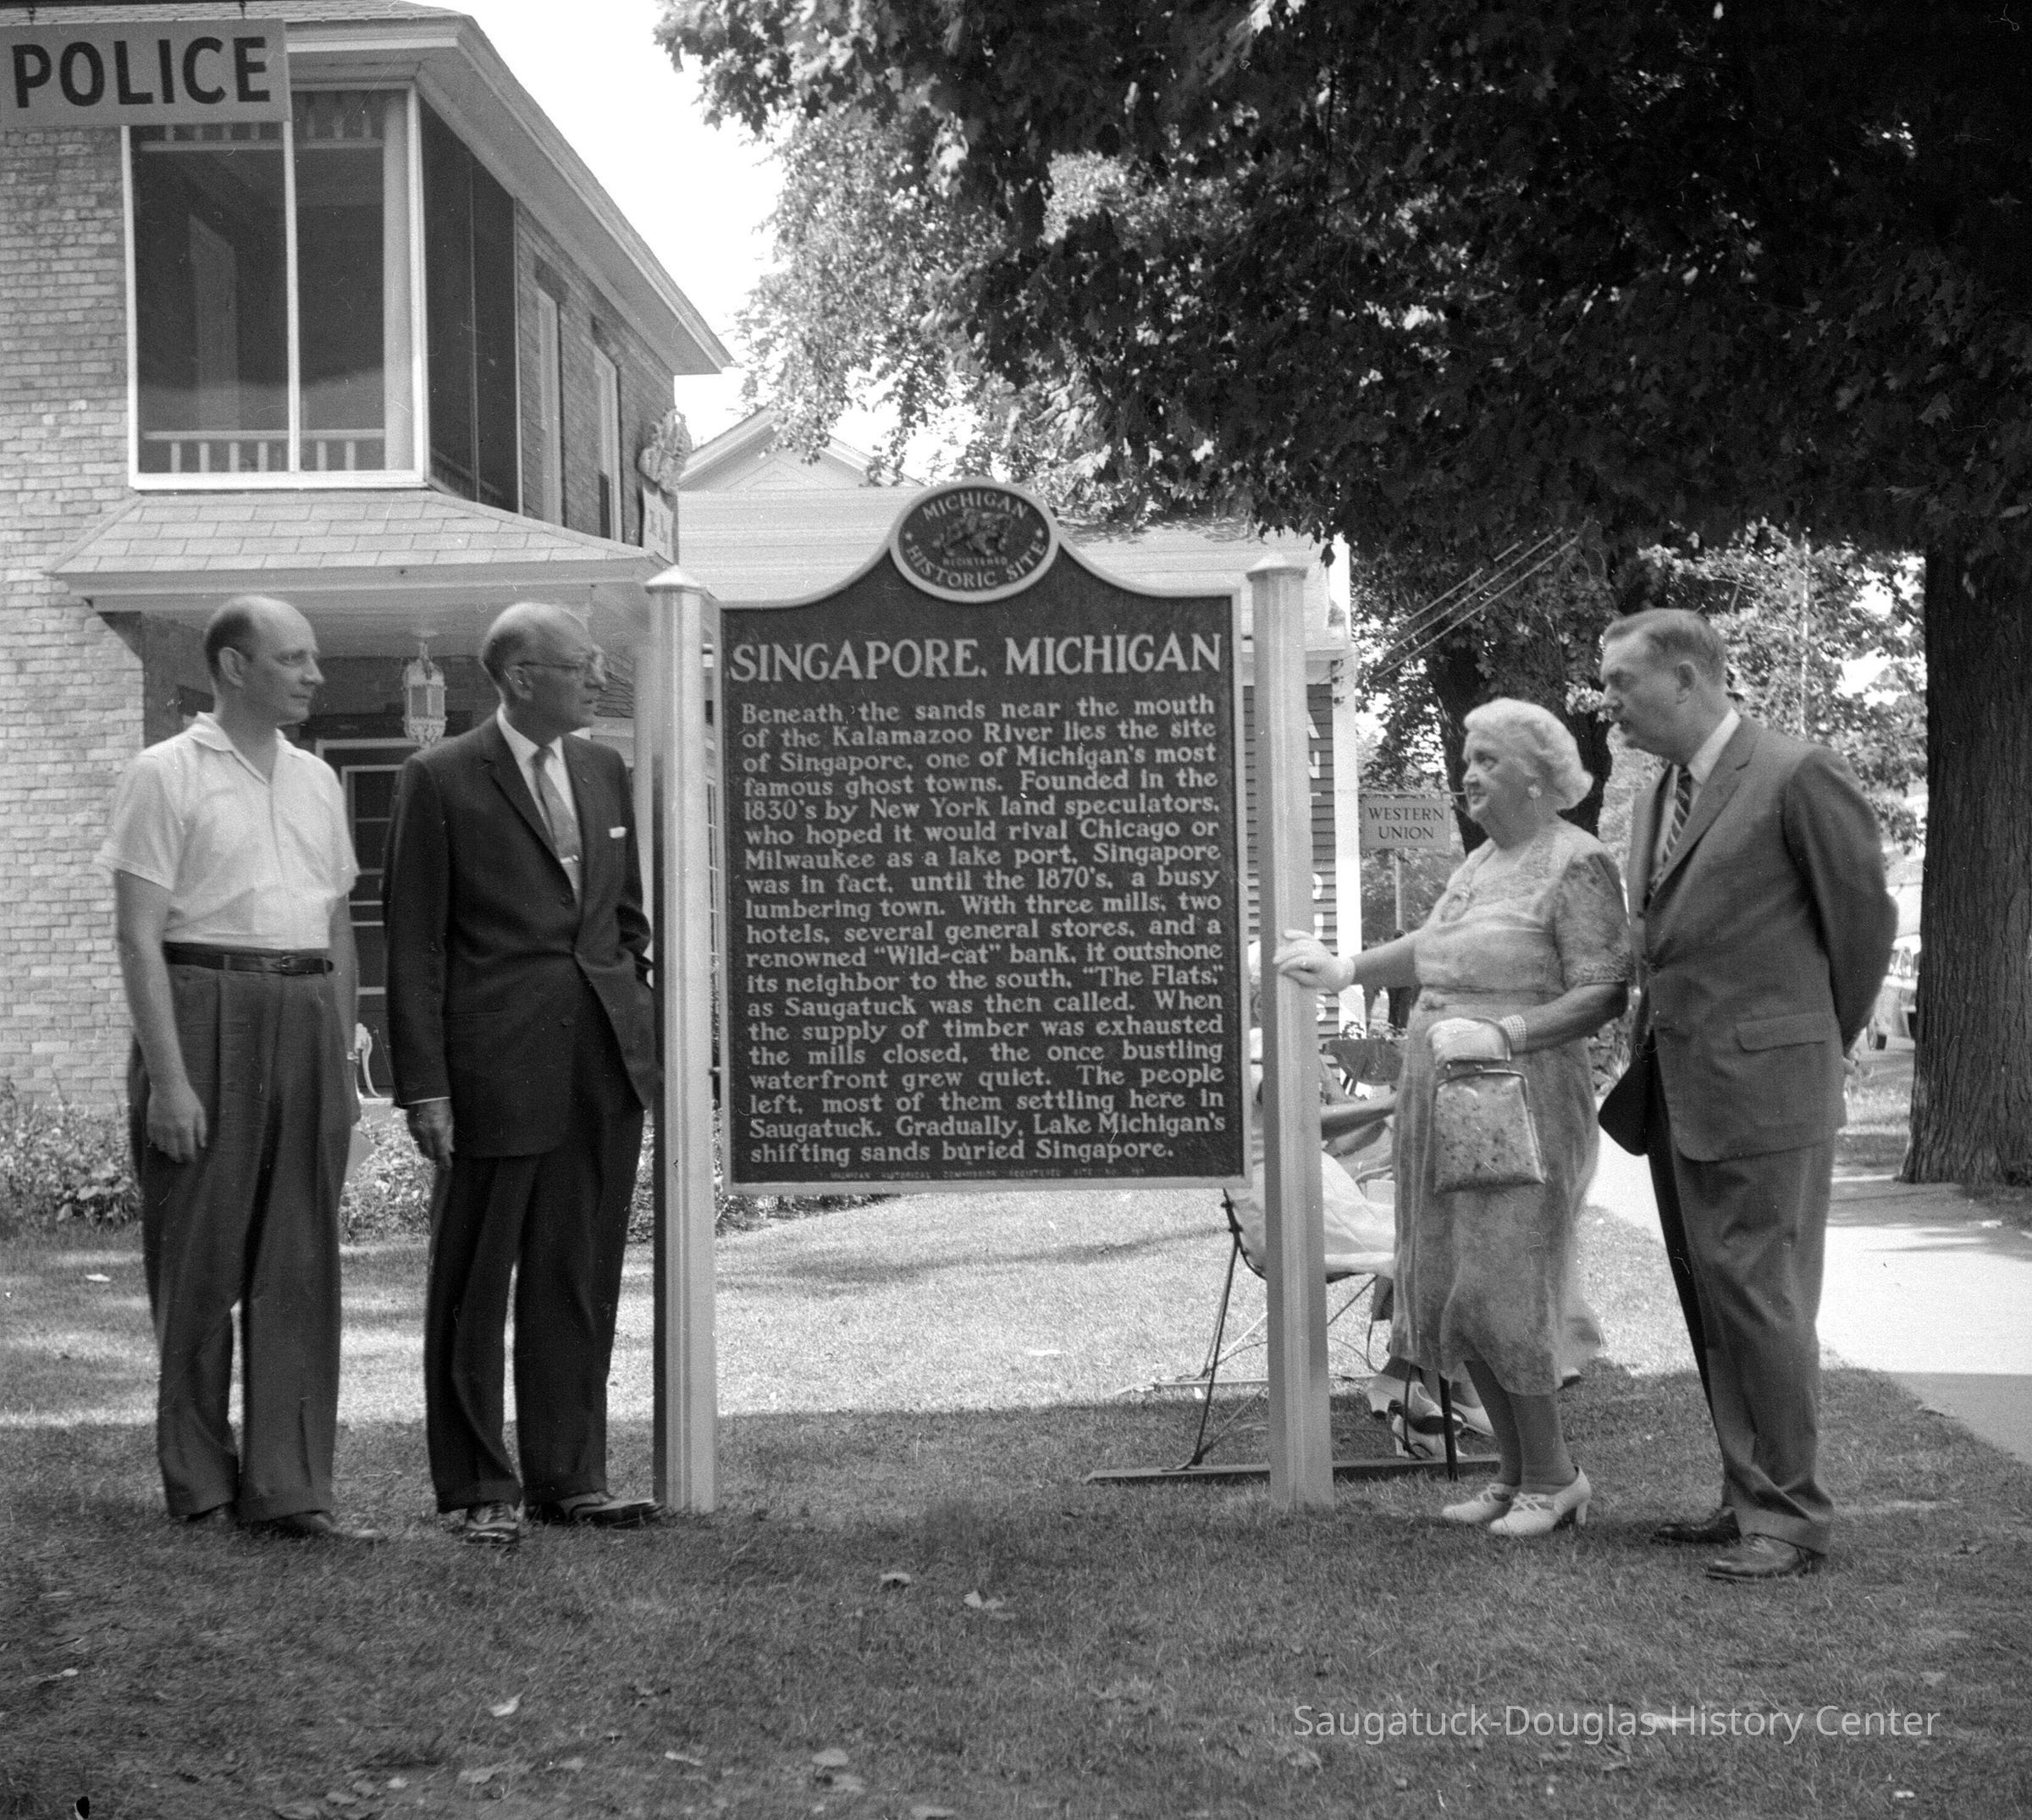 POLICE
MICHIGAN
REGISTERED
HISTORIC SITE
SINGAPORE, MICHIGAN
Beneath the sands near the mouth
of the Kalamazoo River lies the site
of Singapore, one of Michigan's most
famous ghost towns. Founded in the
1830's by New York land speculators,
who hoped it would rival Chicago or
Milwaukee as a lake port, Singapore
was in fact, until the 1870's, a busy
lumbering town. With three mills, two
hotels, several general stores, and a
renowned "Wild-cat" bank, it outshone
its neighbor to the south, "The Flats,"
as Saugatuck was then called. When
the supply of timber was exhausted
the mills closed, the once bustling
waterfront grew quiet. The people
left, most of them settling here in
Saugatuck. Gradually, Lake Michigan's
shifting sands buried Singapore.
MICHIGAN HISTORICAL COMMISSION REGISTERED SITE NO.
WESTERN
UNION
Saugatuck-Douglas History Center